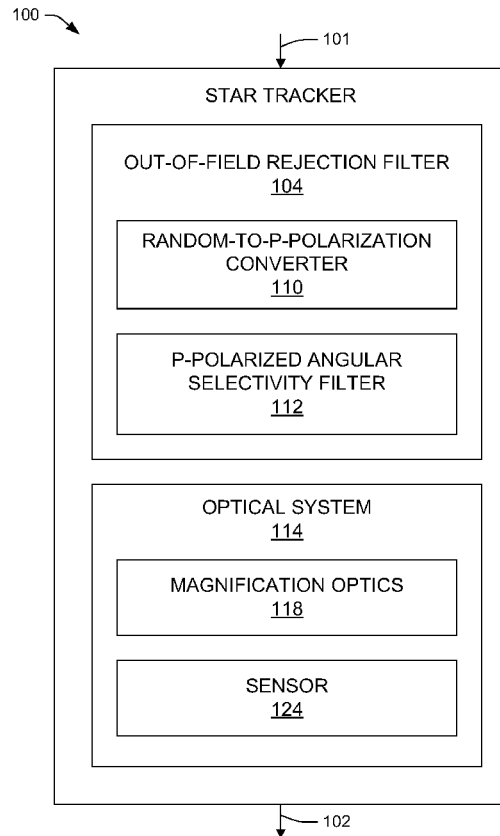 100
101
STAR TRACKER
OUT-OF-FIELD REJECTION FILTER
104
RANDOM-TO-P-POLARIZATION
CONVERTER
110
P-POLARIZED ANGULAR
SELECTIVITY FILTER
112
OPTICAL SYSTEM
114
MAGNIFICATION OPTICS
118
SENSOR
124
102